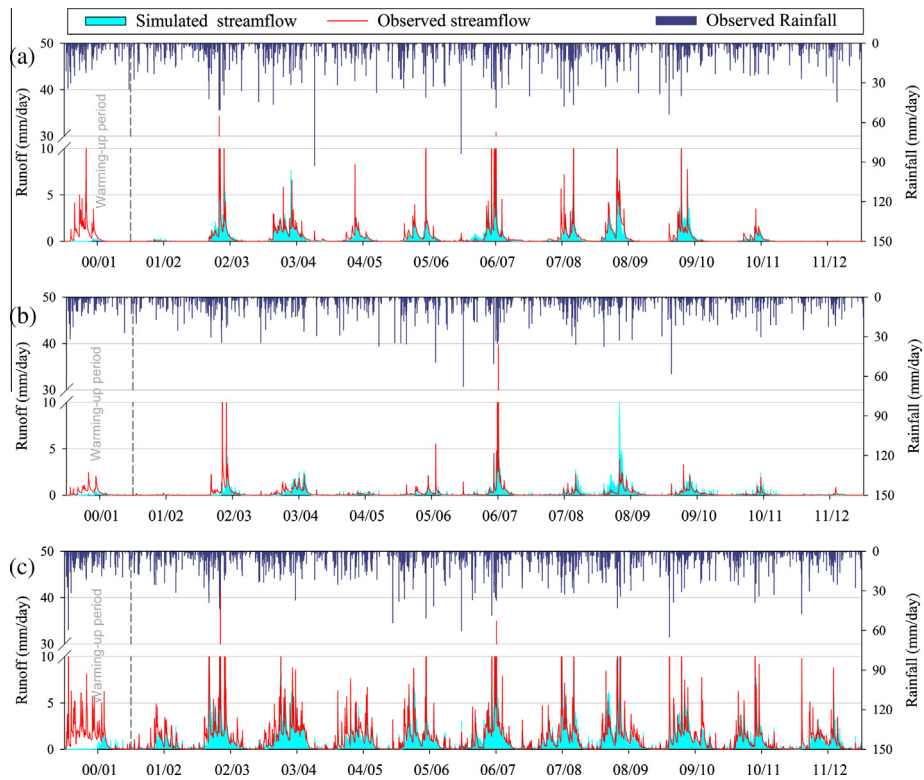 Simulated streamflow Observed streamflow Observed Rainfall
(a)
50 0
40 30
30 60
10 90
5 120
0 150
Runoff (mm/day)
Rainfall (mm/day)
Warming-up period
00/01 01/02 02/03 03/04 04/05 05/06 06/07 07/08 08/09 09/10 10/11 11/12
(b)
50 0
40 30
30 60
10 90
5 120
0 150
Runoff (mm/day)
Rainfall (mm/day)
Warming-up period
00/01 01/02 02/03 03/04 04/05 05/06 06/07 07/08 08/09 09/10 10/11 11/12
(c)
50 0
40 30
30 60
10 90
5 120
0 150
Runoff (mm/day)
Rainfall (mm/day)
Warming-up period
00/01 01/02 02/03 03/04 04/05 05/06 06/07 07/08 08/09 09/10 10/11 11/12